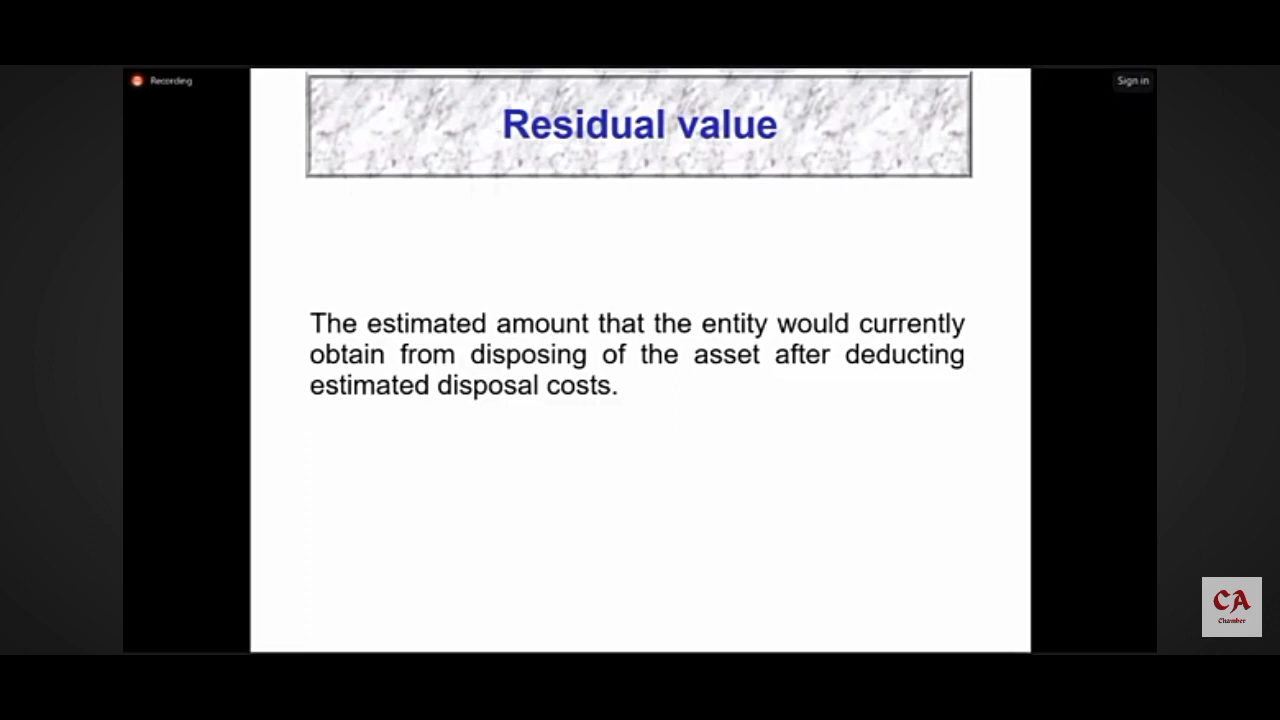 Recording
Sign in
Residual value
The estimated amount that the entity would currently
obtain from disposing of the asset after deducting
estimated disposal costs.
CA
Chamber